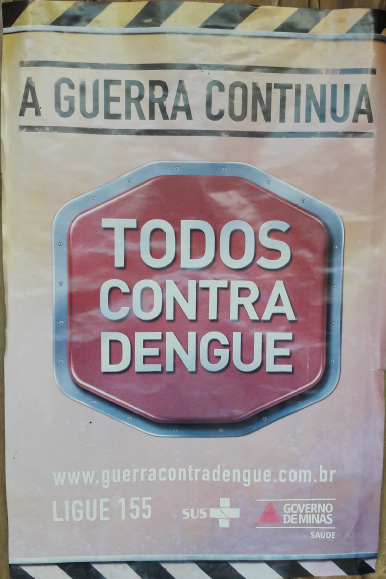 A GUERRA CONTINUA
TODOS
CONTRA
DENGUE
www.guerracontradengue.com.br
LIGUE 155
SUS
GOVERNO
DE MINAS
SAÚDE